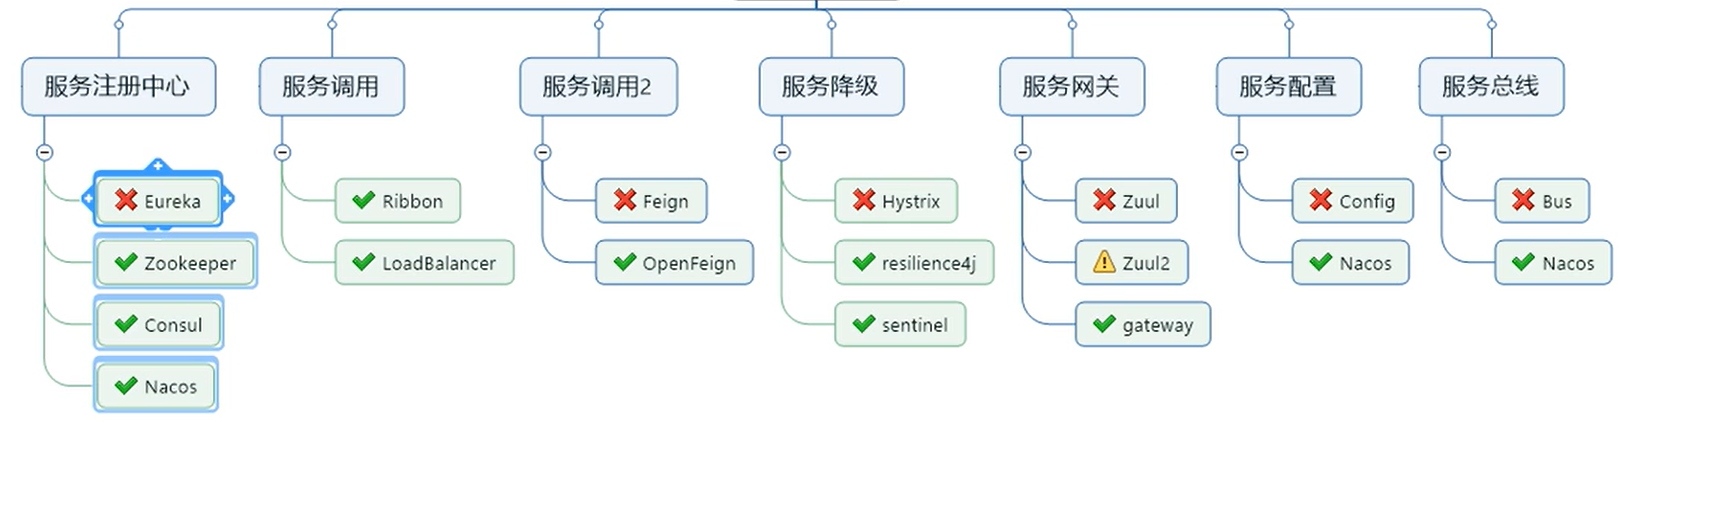 服务注册中心
服务调用
服务调用2
服务降级
服务网关
服务配置
服务总线
Eureka
Zookeeper
Consul
Nacos
Ribbon
LoadBalancer
Feign
OpenFeign
Hystrix
resilience4j
sentinel
Zuul
Zuul2
gateway
Config
Nacos
Bus
Nacos